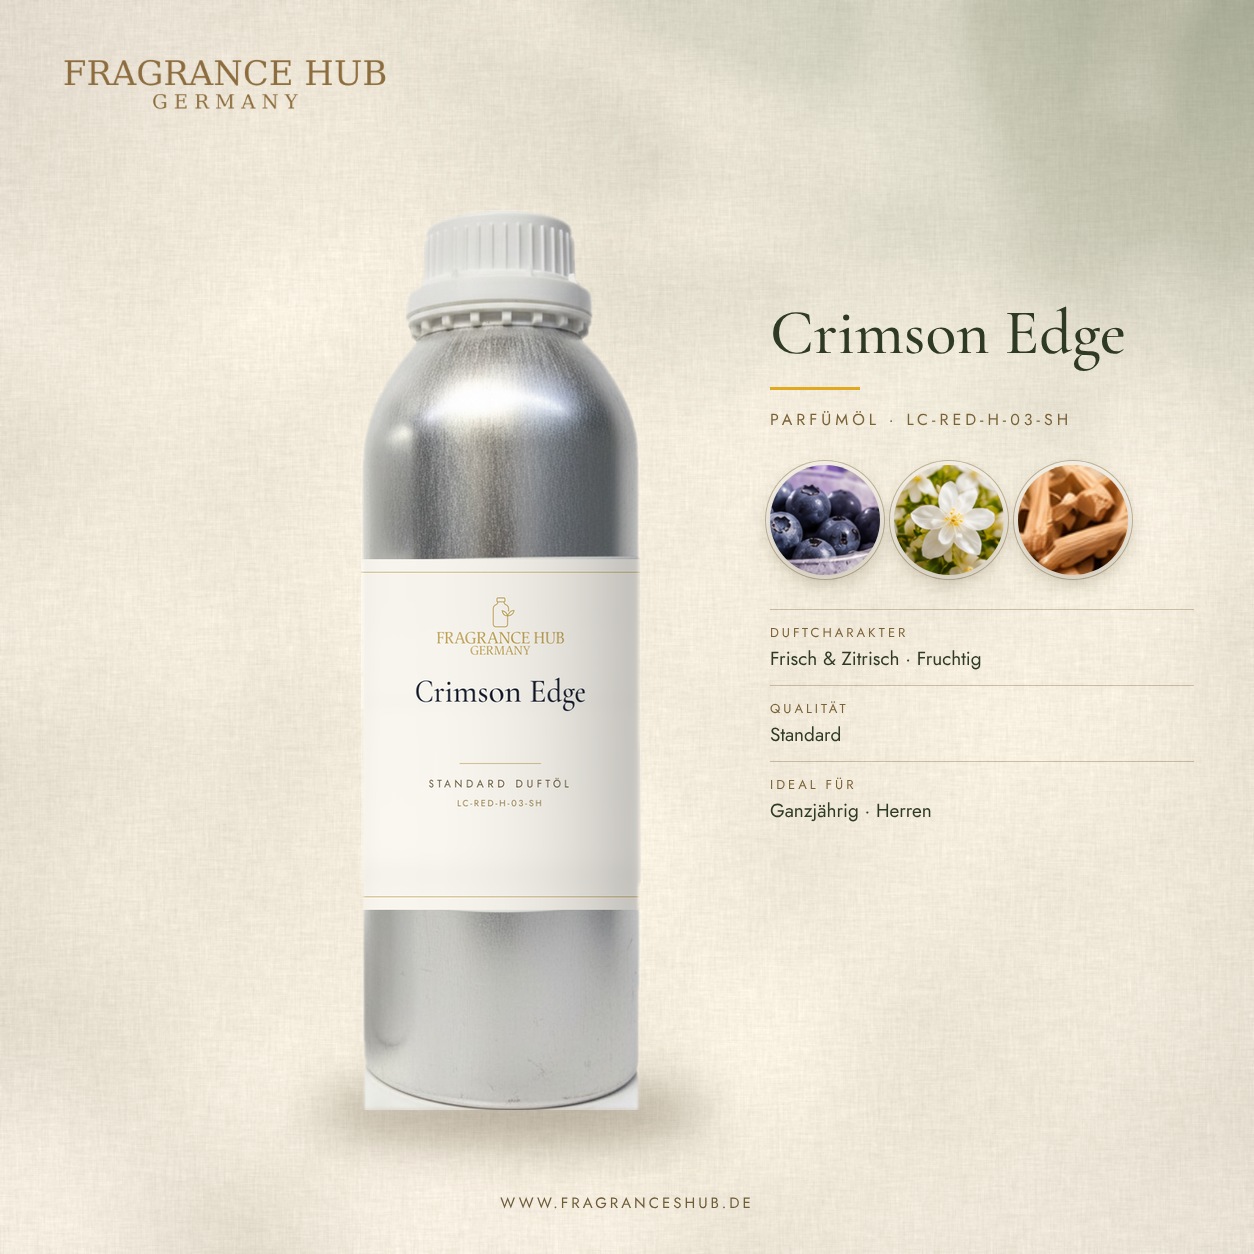 FRAGRANCE HUB
GERMANY
Crimson Edge
PARFÜMÖL · LC-RED-H-03-SH
DUFTCHARAKTER
Frisch & Zitrisch · Fruchtig
QUALITÄT
Standard
IDEAL FÜR
Ganzjährig · Herren
FRAGRANCE HUB
GERMANY
Crimson Edge
STANDARD DUFTÖL
LC-RED-H-03-SH
WWW.FRAGRANCESHUB.DE